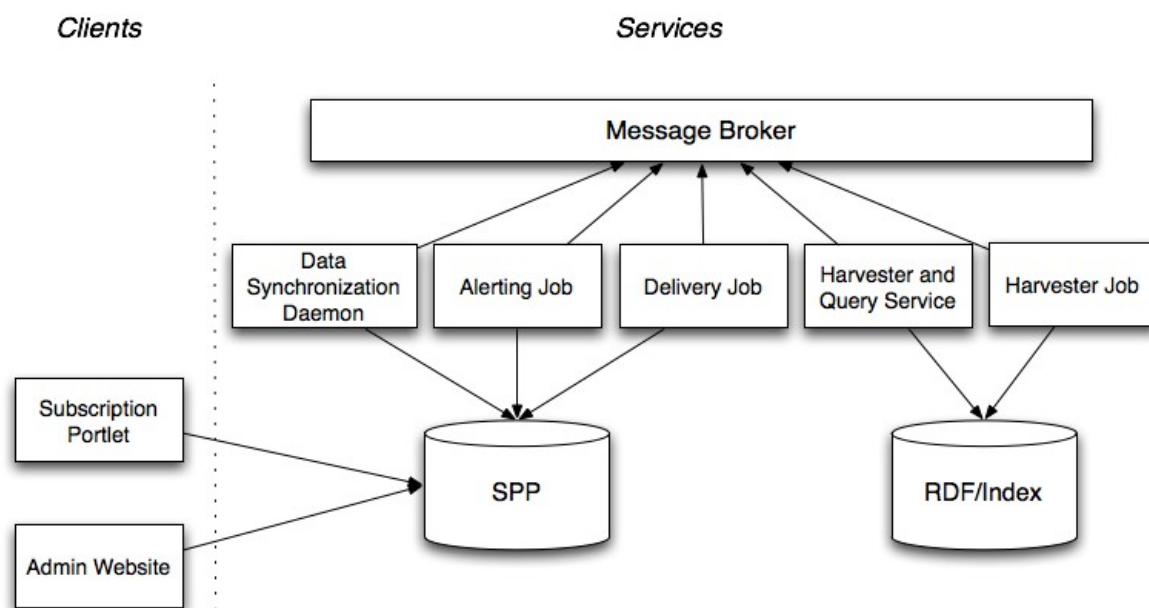 Clients
Services
Message Broker
Data
Synchronization
Daemon
Alerting Job
Delivery Job
Harvester and
Query Service
Harvester Job
Subscription
Portlet
SPP
RDF/Index
Admin Website